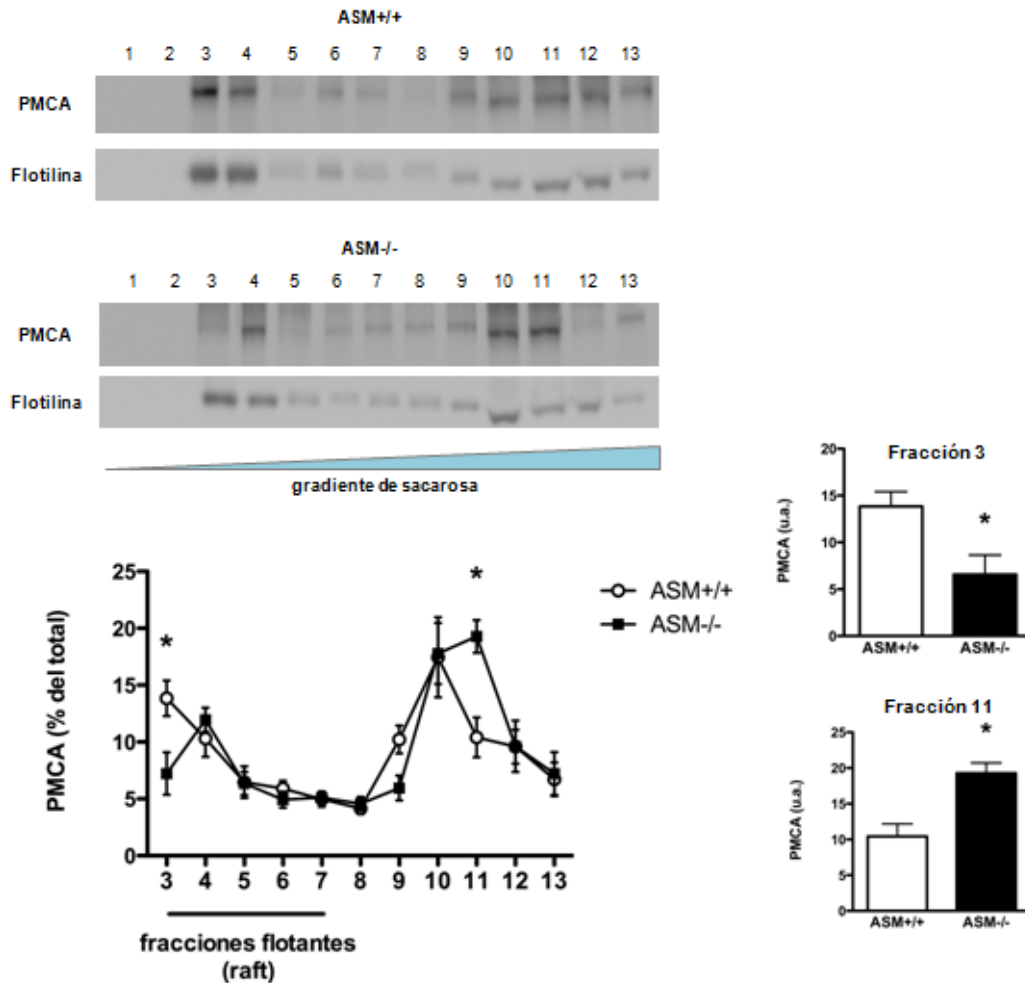 ASM+/+
1 2 3 4 5 6 7 8 9 10 11 12 13
PMCA
Flotilina
ASM-/-
1 2 3 4 5 6 7 8 9 10 11 12 13
PMCA
Flotilina
gradiente de sacarosa
25
20
15
10
5
0
PMCA (% del total)
*
*
ASM+/+
ASM-/-
3 4 5 6 7 8 9 10 11 12 13
fracciones flotantes
(raft)
Fracción 3
20
15
10
5
0
PMCA (u.a.)
*
ASM+/+ ASM-/-
Fracción 11
25
20
15
10
5
0
PMCA (u.a.)
*
ASM+/+ ASM-/-